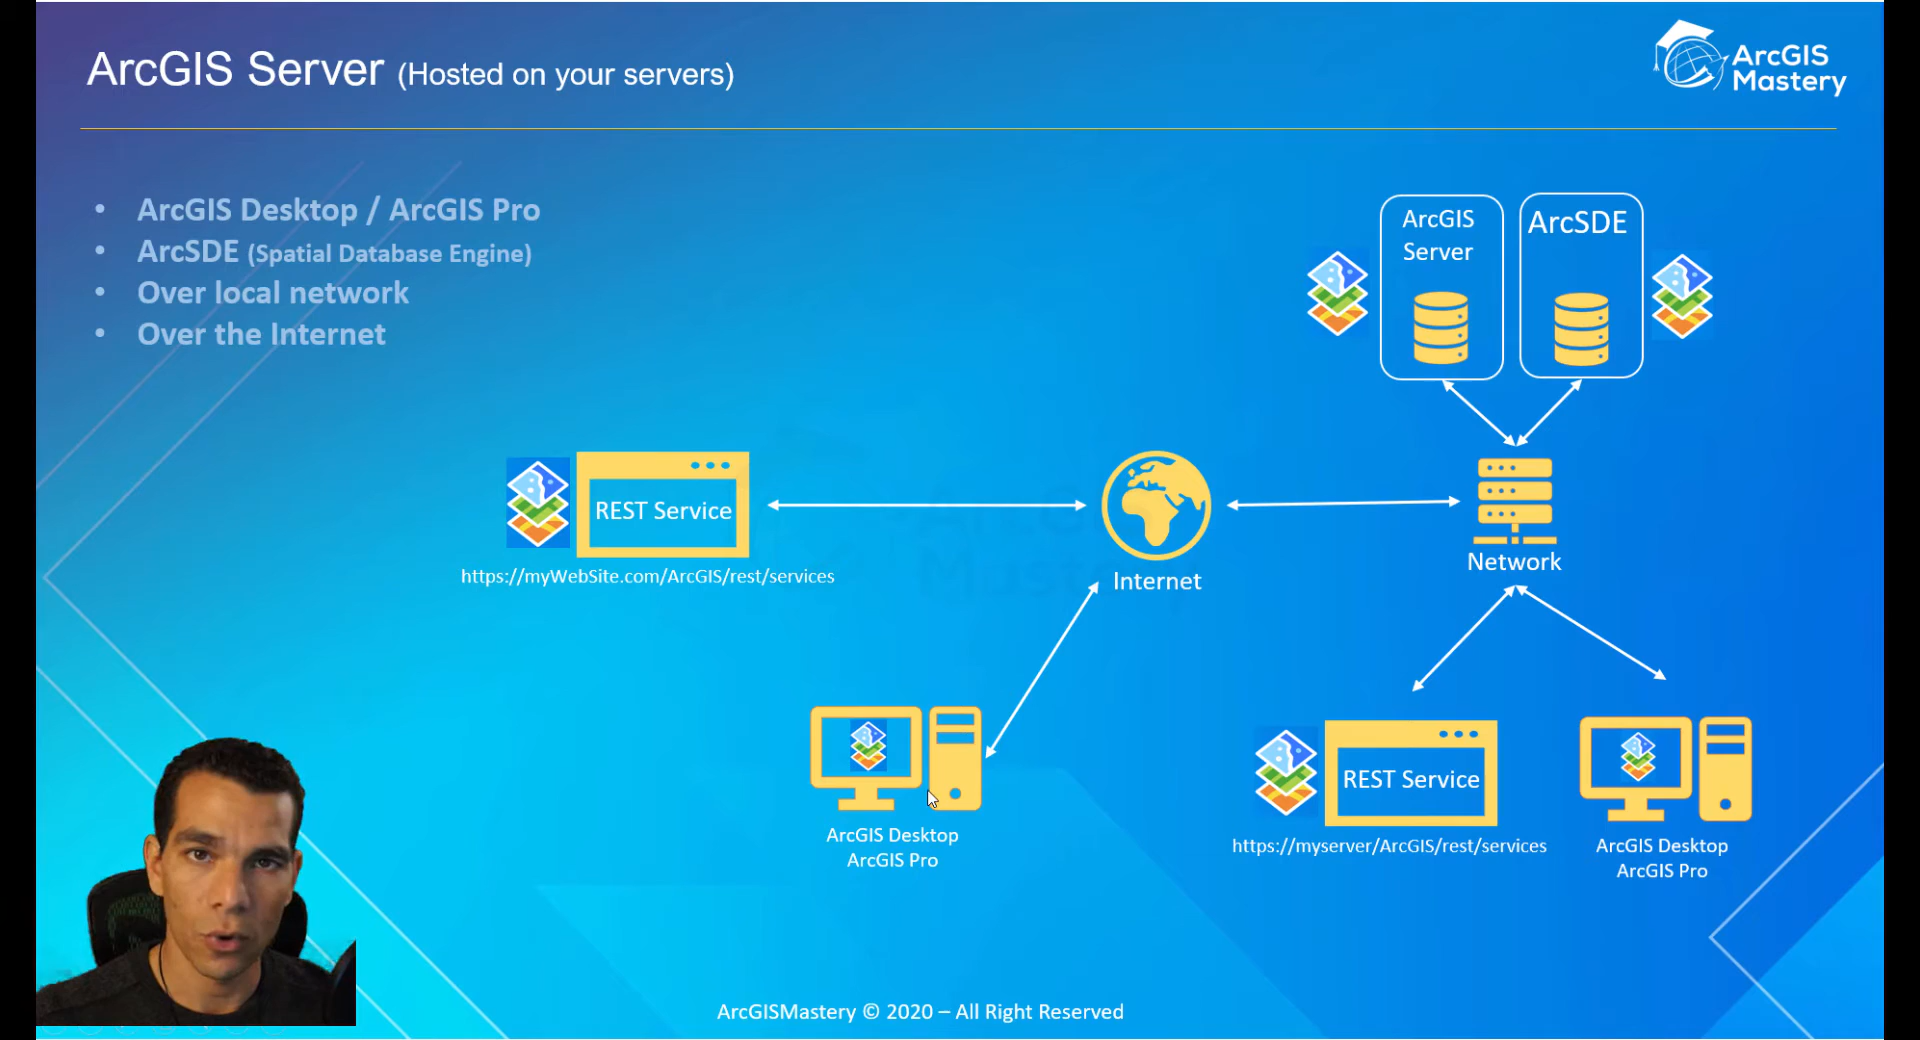 ArcGIS Server (Hosted on your servers)
ArcGIS
Mastery
• ArcGIS Desktop / ArcGIS Pro
• ArcSDE (Spatial Database Engine)
• Over local network
• Over the Internet
ArcGIS
Server
ArcSDE
REST Service
https://myWebSite.com/ArcGIS/rest/services
Internet
Network
ArcGIS Desktop
ArcGIS Pro
REST Service
https://myserver/ArcGIS/rest/services
ArcGIS Desktop
ArcGIS Pro
ArcGISMastery © 2020 – All Right Reserved